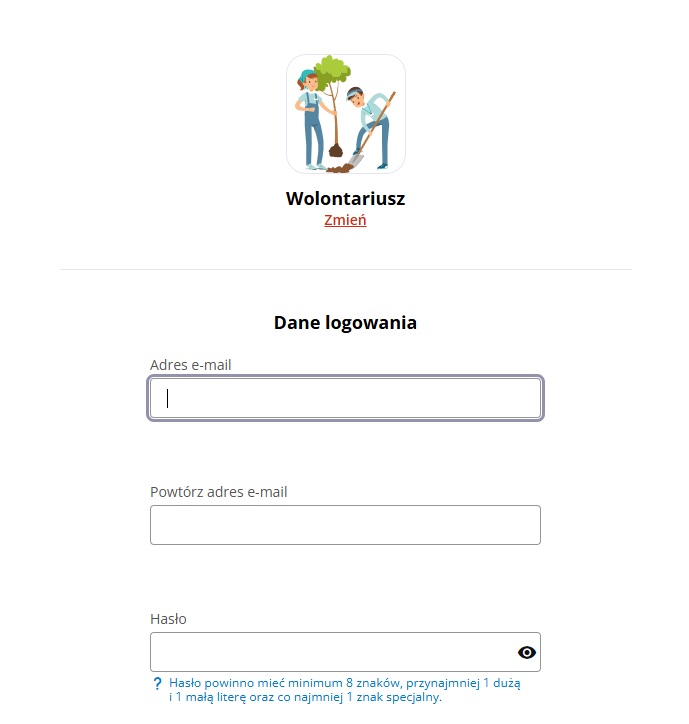 Wolontariusz
Zmień
Dane logowania
Adres e-mail
Powtórz adres e-mail
Hasło
? Hasło powinno mieć minimum 8 znaków, przynajmniej 1 dużą
i 1 małą literę oraz co najmniej 1 znak specjalny.